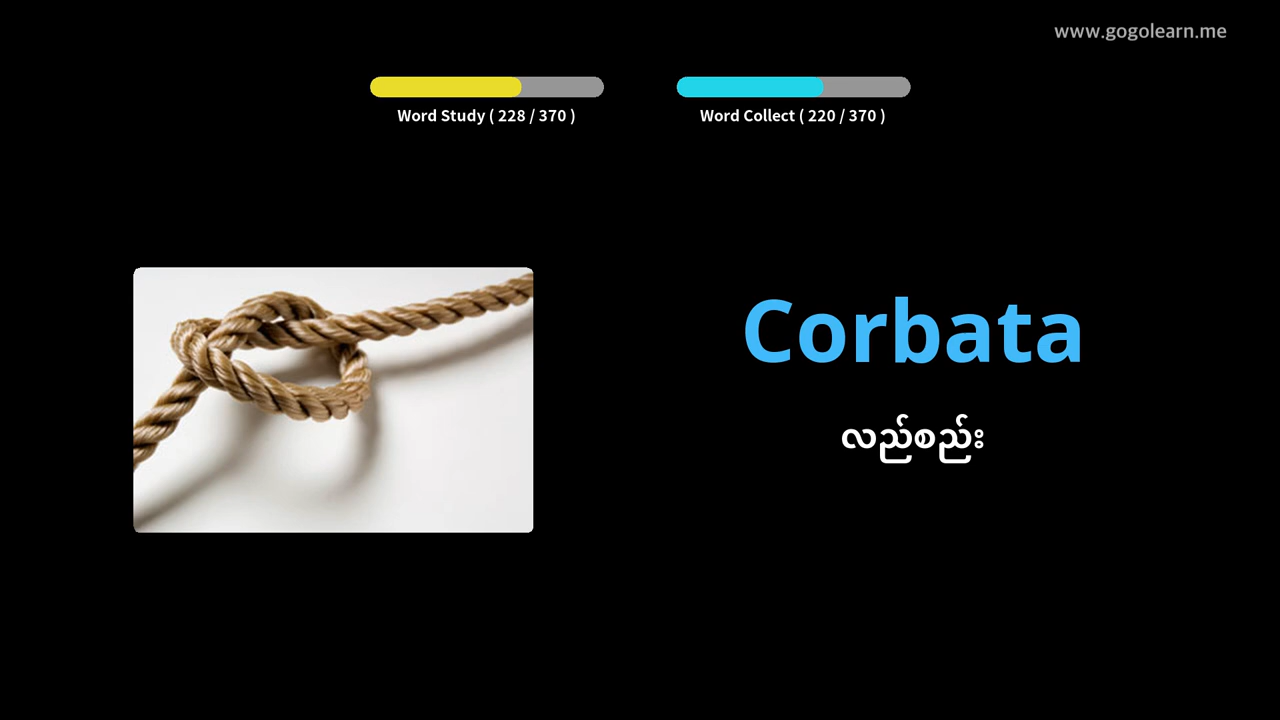 www.gogolearn.me
Word Study ( 228 / 370 )
Word Collect ( 220 / 370 )
Corbata
လည်စည်း